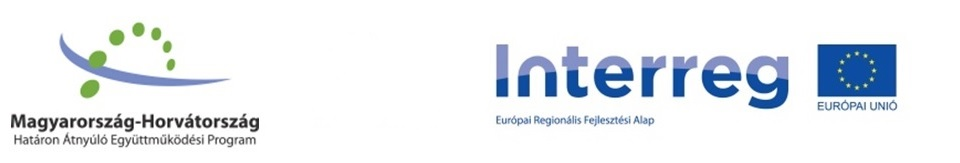 Magyarország-Horvátország
Határon Átnyúló Együttműködési Program
Interreg
Európai Regionális Fejlesztési Alap
EURÓPAI UNIÓ